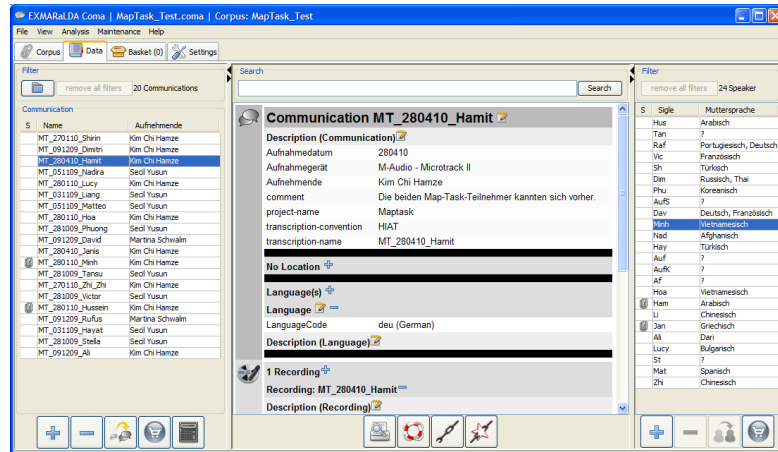 EXMARaLDA Coma | MapTask_Test.coma | Corpus: MapTask_Test
File View Analysis Maintenance Help
Corpus Data Basket (0) Settings
Filter
remove all filters 20 Communications
Communication
S Name Aufnehmende
MT_270110_Shirin Kim Chi Hamze
MT_091209_Dimitri Kim Chi Hamze
MT_280410_Hamit Kim Chi Hamze
MT_051109_Nadira Secil Yusun
MT_280110_Lucy Kim Chi Hamze
MT_031109_Liang Secil Yusun
MT_051109_Matteo Secil Yusun
MT_280110_Hoa Kim Chi Hamze
MT_281009_Phuong Secil Yusun
MT_091209_David Martina Schwalm
MT_280410_Janis Kim Chi Hamze
MT_280110_Minh Kim Chi Hamze
MT_281009_Tansu Secil Yusun
MT_270110_Zhi_Zhi Kim Chi Hamze
MT_281009_Victor Secil Yusun
MT_280110_Hussein Kim Chi Hamze
MT_091209_Rufus Martina Schwalm
MT_031109_Hayat Secil Yusun
MT_281009_Stella Secil Yusun
MT_091209_Ali Kim Chi Hamze
Search
Search
Communication MT_280410_Hamit
Description (Communication)
Aufnahmedatum 280410
Aufnahmegerät M-Audio - Microtrack II
Aufnehmende Kim Chi Hamze
comment Die beiden Map-Task-Teilnehmer kannten sich vorher.
project-name Maptask
transcription-convention HIAT
transcription-name MT_280410_Hamit
No Location
Language(s)
Language
LanguageCode deu (German)
Description (Language)
1 Recording
Recording: MT_280410_Hamit
Description (Recording)
Filter
remove all filters 24 Speaker
S Sigle Muttersprache
Hus Arabisch
Tan ?
Raf Portugiesisch, Deutsch
Vic Französisch
Sh Türkisch
Dim Russisch, Thai
Phu Koreanisch
AufS ?
Dav Deutsch, Französisch
Minh Vietnamesisch
Nad Afghanisch
Hay Türkisch
Auf ?
AufK ?
Af ?
Hoa Vietnamesisch
Ham Arabisch
Li Chinesisch
Jan Griechisch
Ali Dari
Lucy Bulgarisch
St ?
Mat Spanisch
Zhi Chinesisch